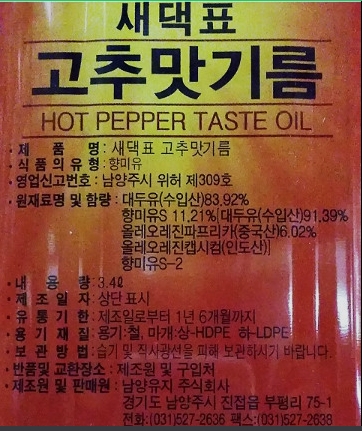 새댁표
고추맛기름
HOT PEPPER TASTE OIL
· 제 품 명 : 새댁표 고추맛기름
· 식 품 의 유 형 : 향미유
· 영업신고번호 : 남양주시 위허 제309호
· 원재료명 및 함량 : 대두유(수입산)83,92%
향미유S 11,21%[대두유(수입산)91,39%
올레오레진파프리카(중국산)6.02%
올레오레진캡시컴(인도산)]
향미유S-2
· 내 용 량 : 3.4ℓ
· 제 조 일 자 : 상단 표시
· 유 통 기 한 : 제조일로부터 1년 6개월까지
· 용 기 재 질 : 용기:철, 마개:상-HDPE 하-LDPE
· 보 관 방 법 : 습기 및 직사광선을 피해 보관하시기 바랍니다.
· 반품및 교환장소 : 제조원 및 구입처
· 제조원 및 판매원 : 남양유지 주식회사
경기도 남양주시 진접읍 부평리 75-1
전화:(031)527-2636 팩스:(031)527-2638